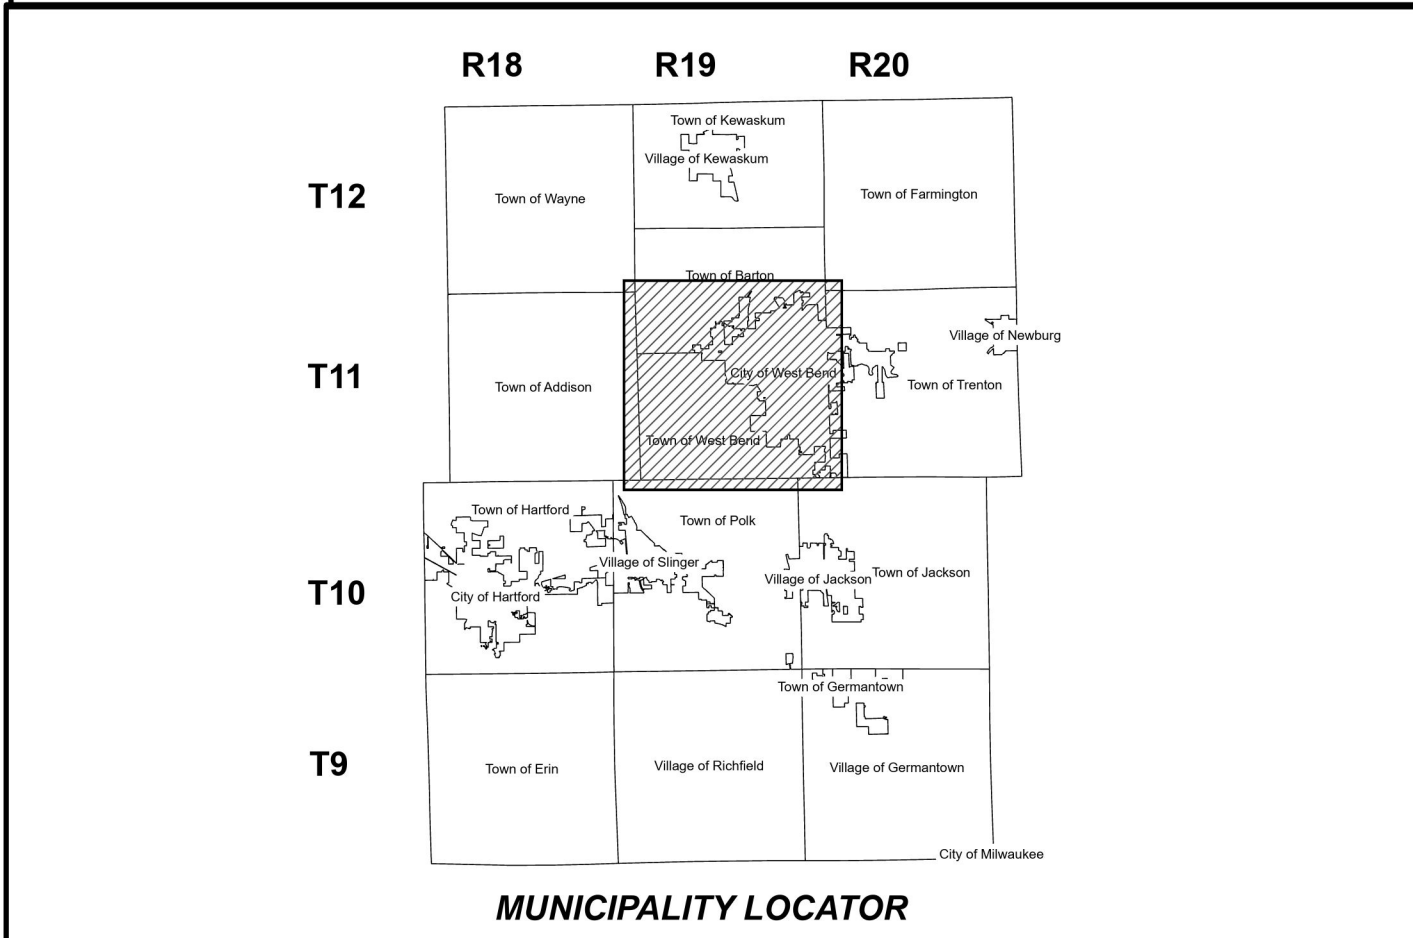 R18 R19 R20
Town of Kewaskum
Village of Kewaskum
T12
Town of Wayne
Town of Farmington
Town of Barton
Village of Newburg
City of West Bend
T11
Town of Addison
Town of Trenton
Town of West Bend
Town of Hartford
Town of Polk
Village of Slinger
Town of Jackson
Village of Jackson
T10
City of Hartford
Town of Germantown
T9
Town of Erin
Village of Richfield
Village of Germantown
City of Milwaukee
MUNICIPALITY LOCATOR